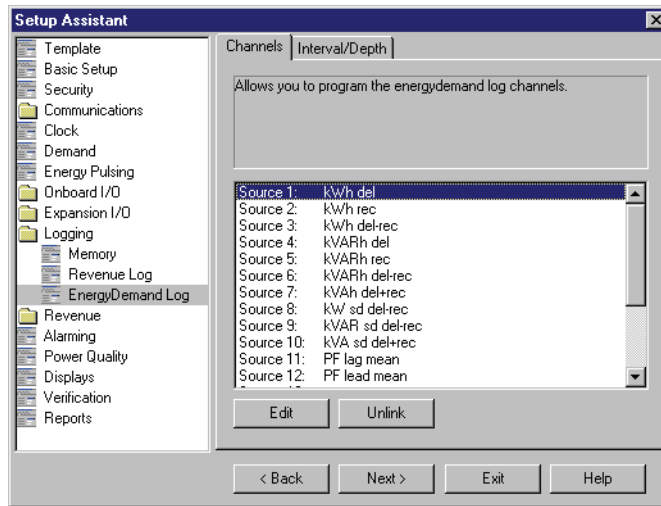 Setup Assistant
Template
Basic Setup
Security
Communications
Clock
Demand
Energy Pulsing
Onboard I/O
Expansion I/O
Logging
Memory
Revenue Log
EnergyDemand Log
Revenue
Alarming
Power Quality
Displays
Verification
Reports
Channels
Interval/Depth
Allows you to program the energydemand log channels.
Source 1: kWh del
Source 2: kWh rec
Source 3: kWh del-rec
Source 4: kVARh del
Source 5: kVARh rec
Source 6: kVARh del-rec
Source 7: kVAh del+rec
Source 8: kW sd del-rec
Source 9: kVAR sd del-rec
Source 10: kVA sd del+rec
Source 11: PF lag mean
Source 12: PF lead mean
Edit
Unlink
< Back
Next >
Exit
Help